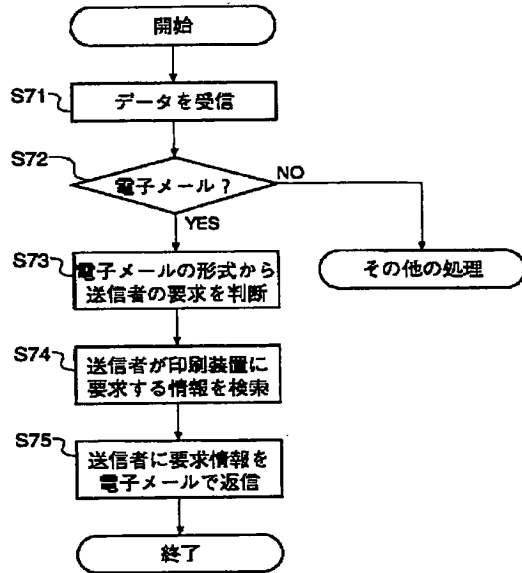 開始
S71
データを受信
S72
電子メール？
NO
YES
S73
電子メールの形式から
送信者の要求を判断
その他の処理
S74
送信者が印刷装置に
要求する情報を検索
S75
送信者に要求情報を
電子メールで返信
終了